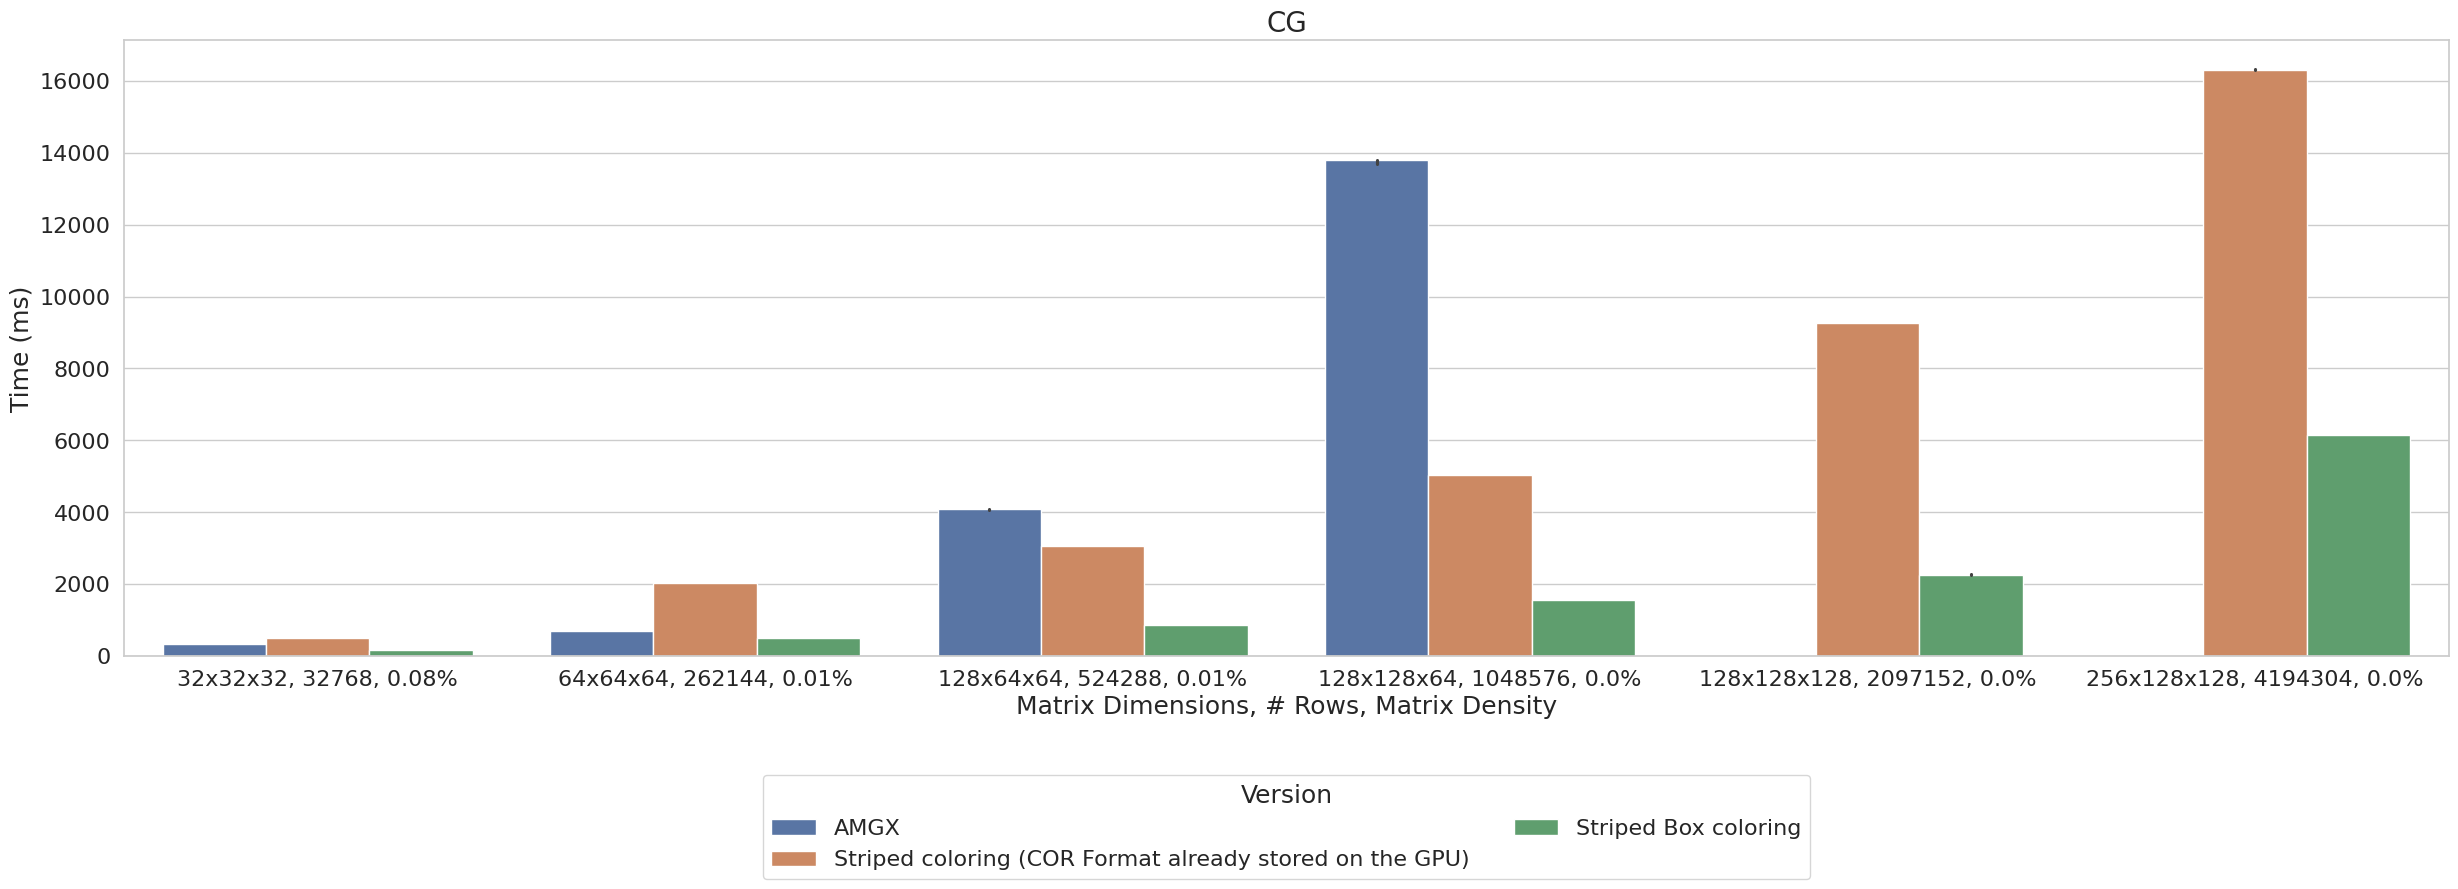 CG
Time (ms)
16000
14000
12000
10000
8000
6000
4000
2000
0
32x32x32, 32768, 0.08%
64x64x64, 262144, 0.01%
128x64x64, 524288, 0.01%
128x128x64, 1048576, 0.0%
128x128x128, 2097152, 0.0%
256x128x128, 4194304, 0.0%
Matrix Dimensions, # Rows, Matrix Density
Version
AMGX
Striped coloring (COR Format already stored on the GPU)
Striped Box coloring